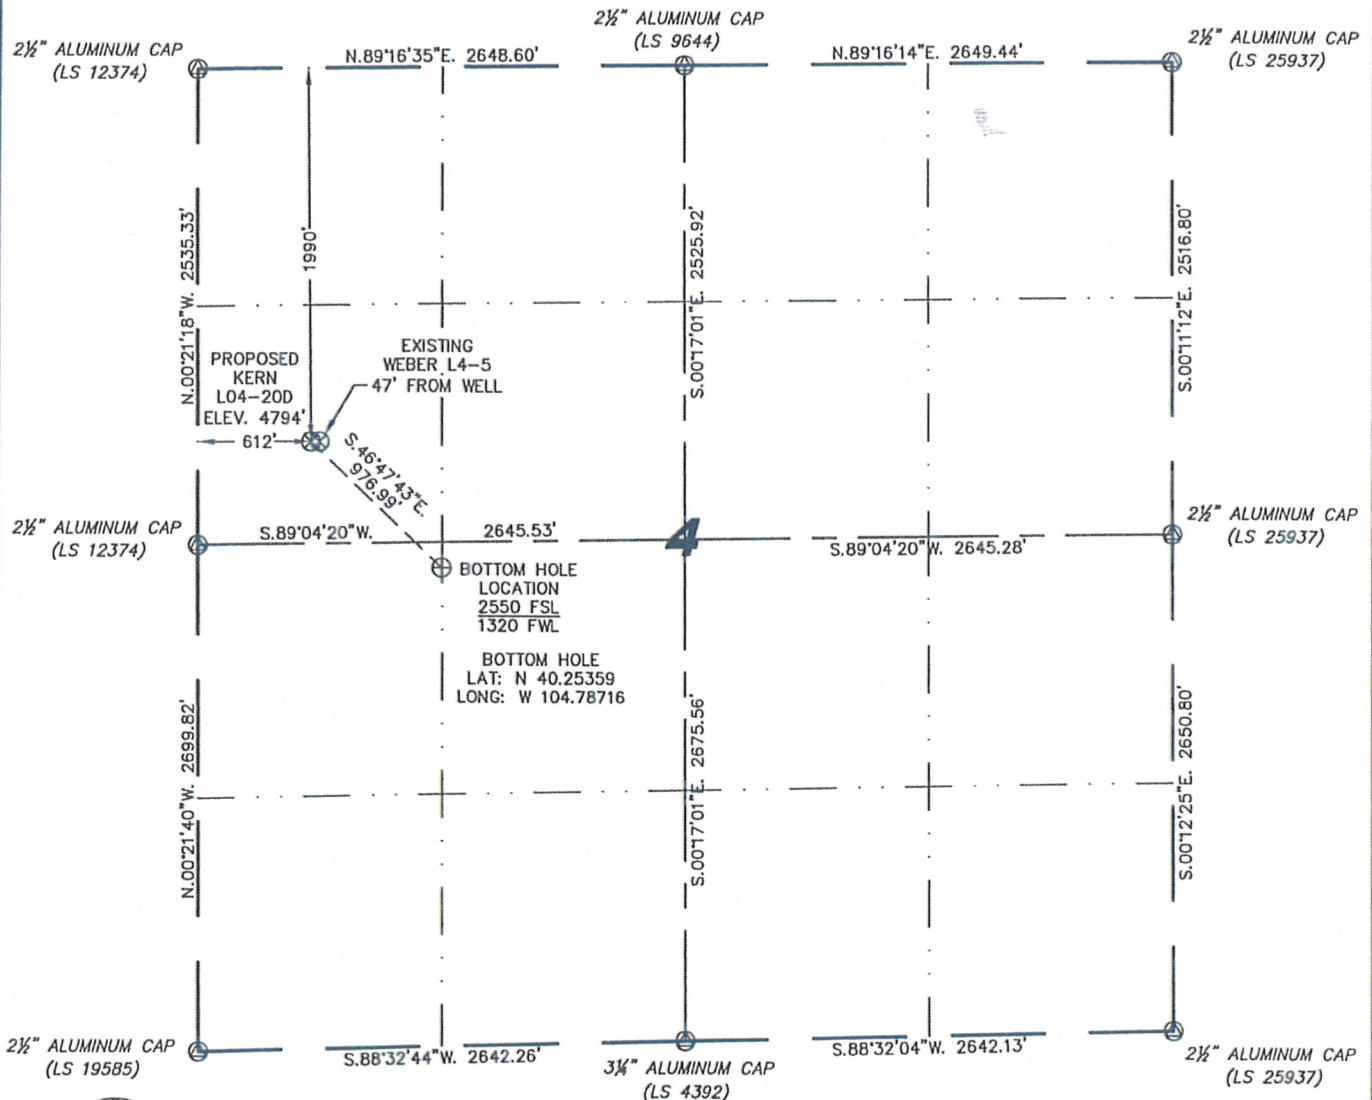 2½" ALUMINUM CAP
(LS 12374)
N.89°16'35"E. 2648.60'
2½" ALUMINUM CAP
(LS 9644)
N.89°16'14"E. 2649.44'
2½" ALUMINUM CAP
(LS 25937)
N.00°21'18"W. 2535.33'
1990'
S.00°17'01"E. 2525.92'
S.00°11'12"E. 2516.80'
PROPOSED
KERN
L04-20D
ELEV. 4794'
612'
EXISTING
WEBER L4-5
47' FROM WELL
S.46°47'43"E.
976.99'
2½" ALUMINUM CAP
(LS 12374)
S.89°04'20"W. 2645.53'
4
S.89°04'20"W. 2645.28'
2½" ALUMINUM CAP
(LS 25937)
BOTTOM HOLE
LOCATION
2550 FSL
1320 FWL
BOTTOM HOLE
LAT: N 40.25359
LONG: W 104.78716
N.00°21'40"W. 2699.82'
S.00°17'01"E. 2675.56'
S.00°12'25"E. 2650.80'
2½" ALUMINUM CAP
(LS 19585)
S.88°32'44"W. 2642.26'
3¼" ALUMINUM CAP
(LS 4392)
S.88°32'04"W. 2642.13'
2½" ALUMINUM CAP
(LS 25937)